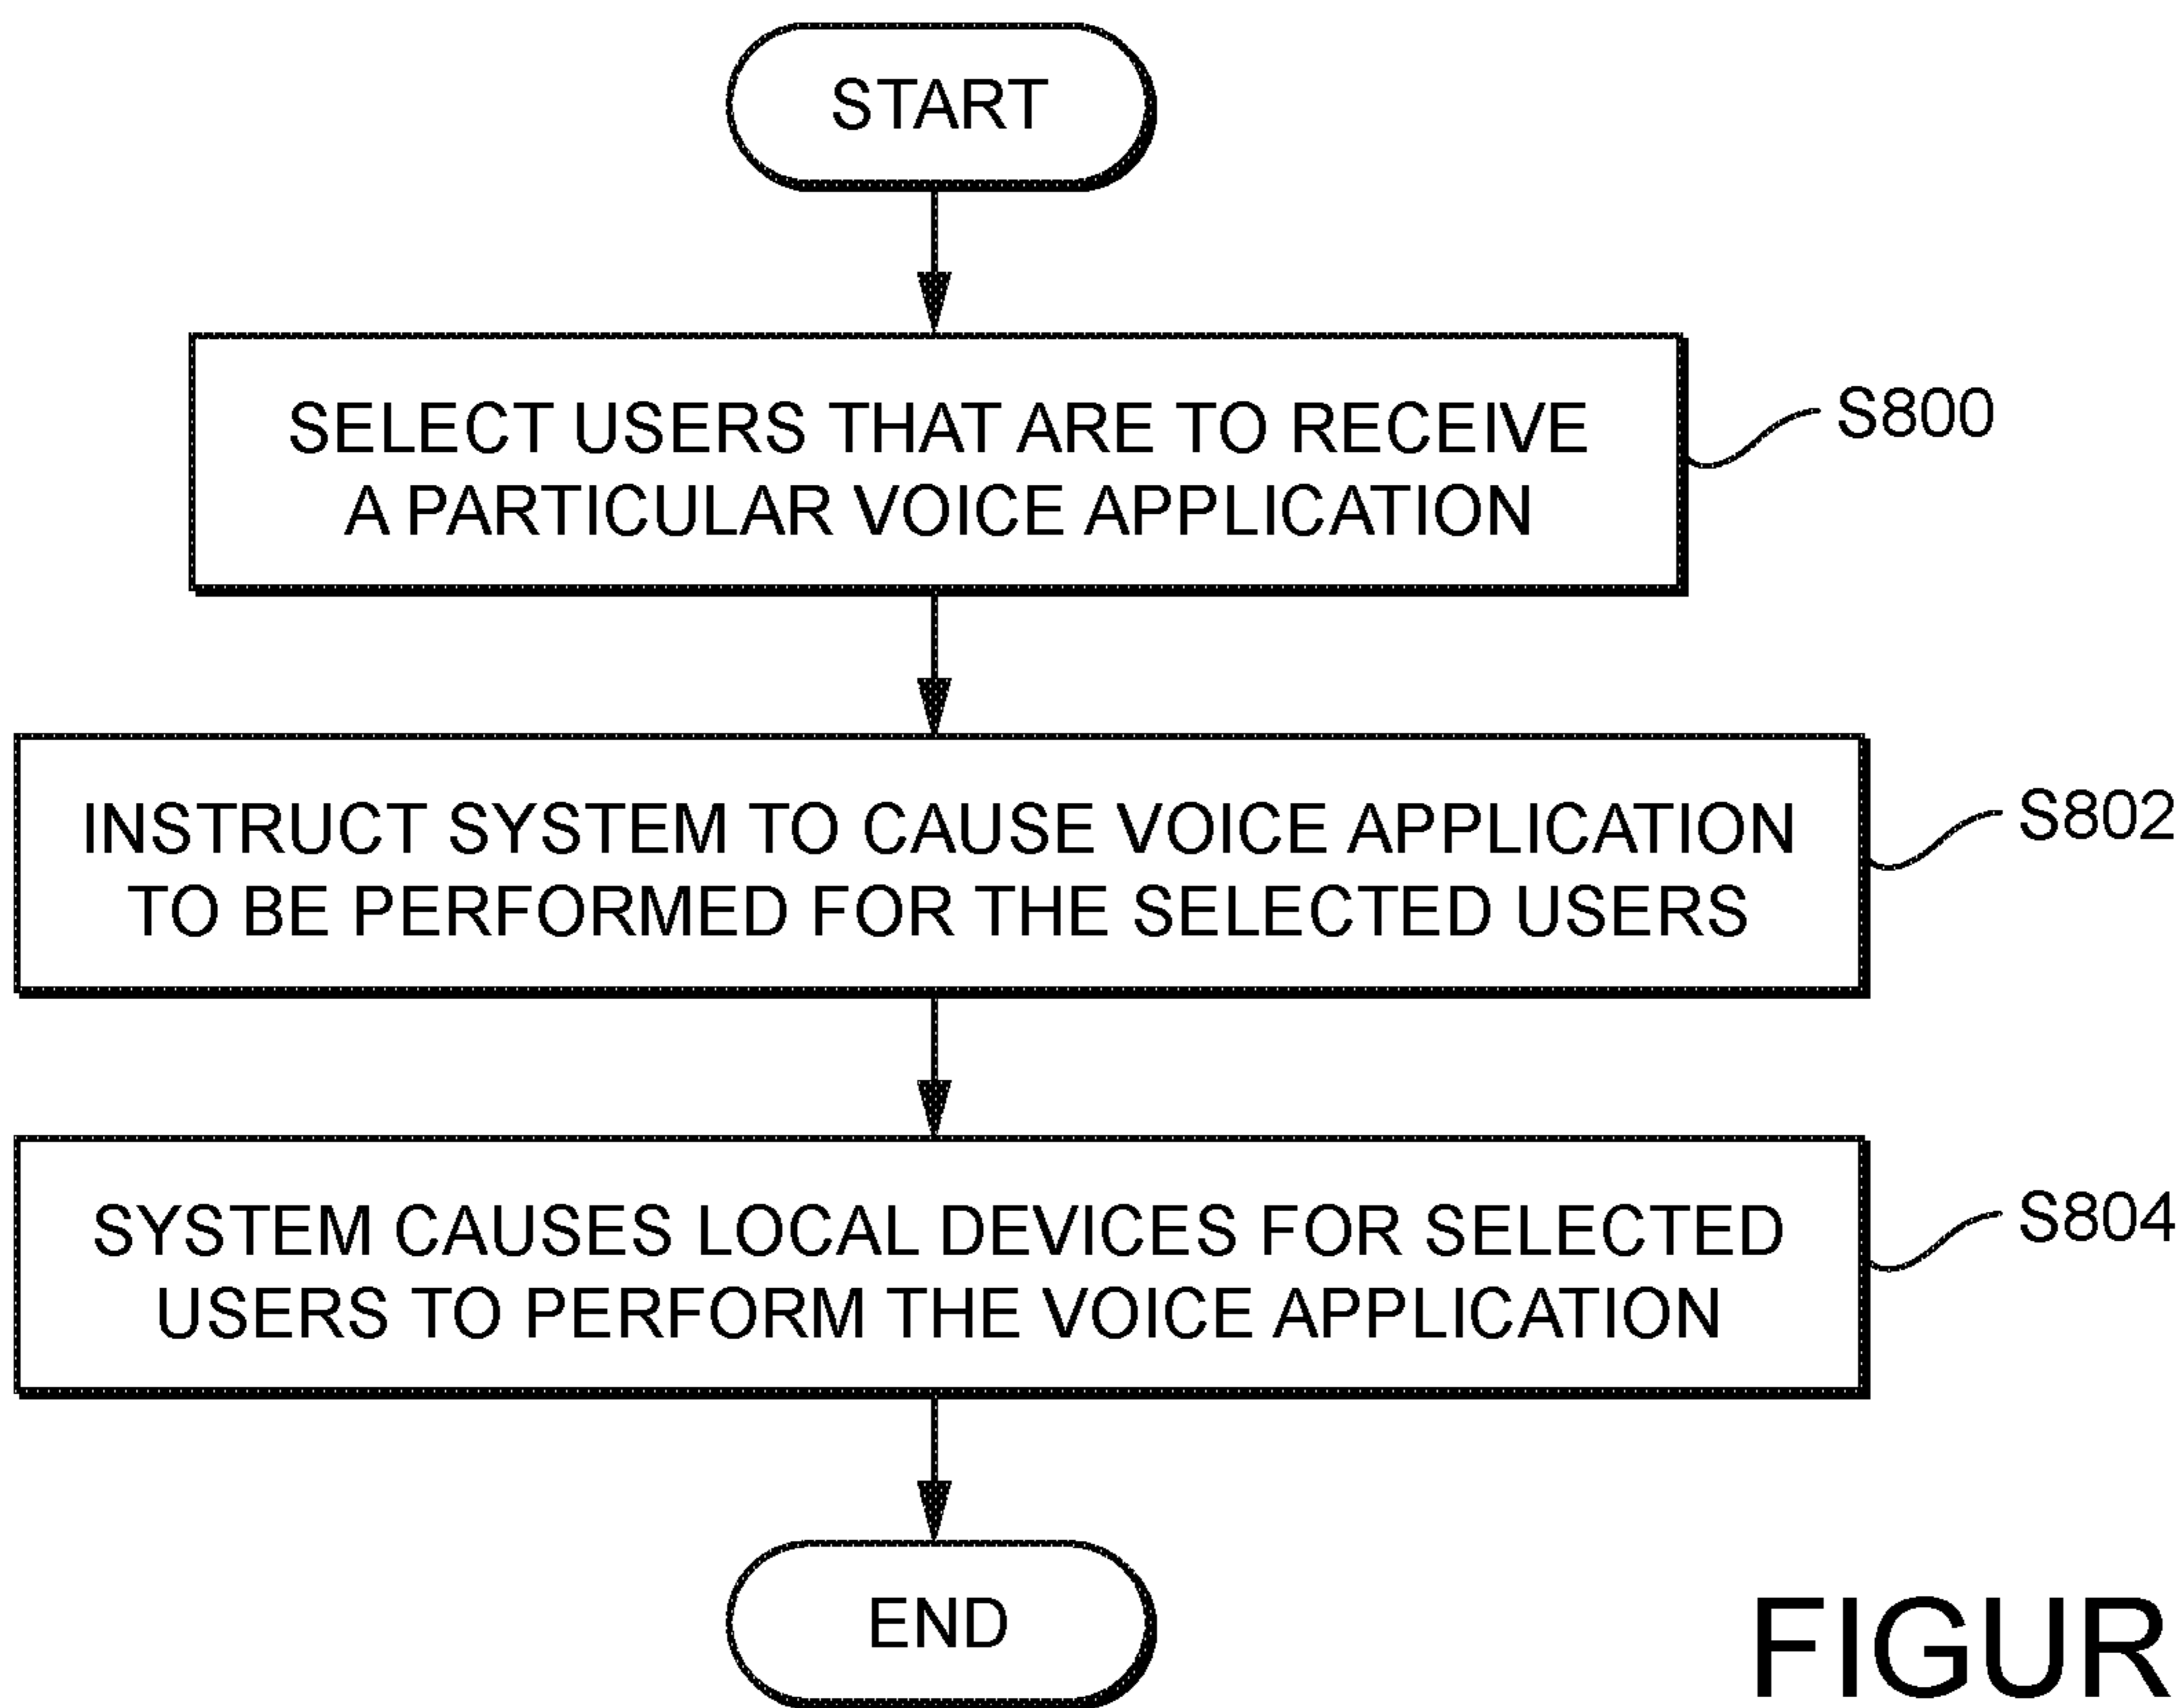 START
SELECT USERS THAT ARE TO RECEIVE
A PARTICULAR VOICE APPLICATION
S800
INSTRUCT SYSTEM TO CAUSE VOICE APPLICATION
TO BE PERFORMED FOR THE SELECTED USERS
S802
SYSTEM CAUSES LOCAL DEVICES FOR SELECTED
USERS TO PERFORM THE VOICE APPLICATION
S804
END
FIGUR